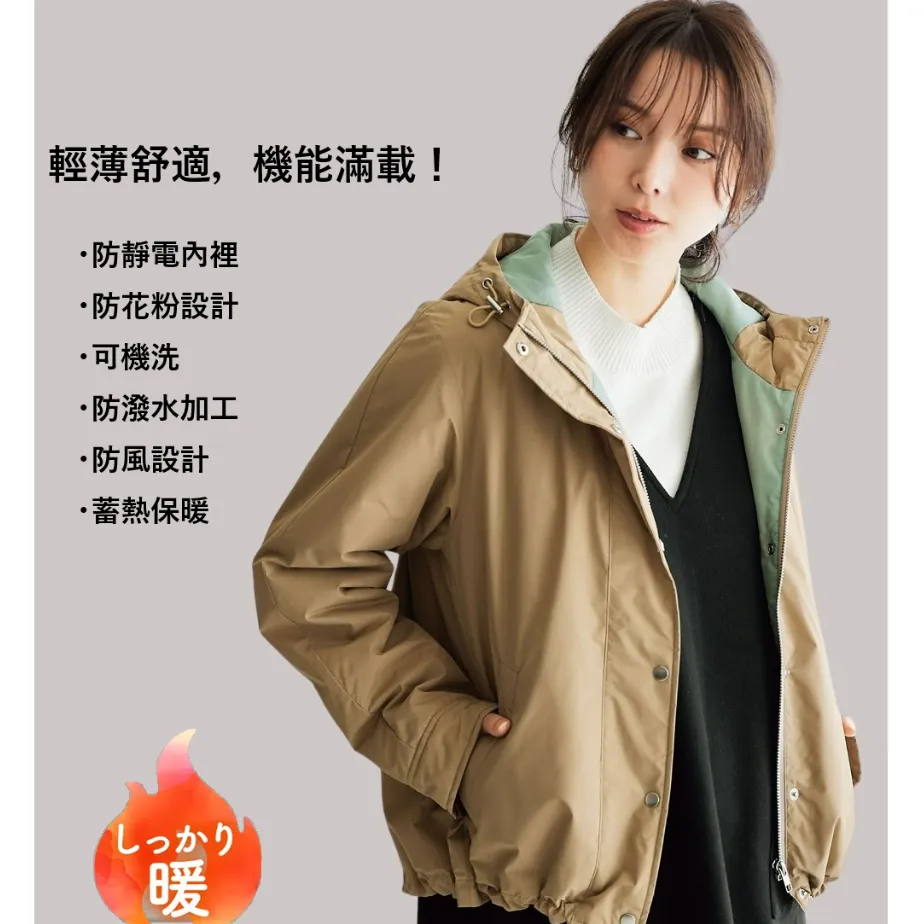 輕薄舒適，機能滿載！
·防靜電內裡
·防花粉設計
·可機洗
·防潑水加工
·防風設計
·蓄熱保暖
しっかり
暖